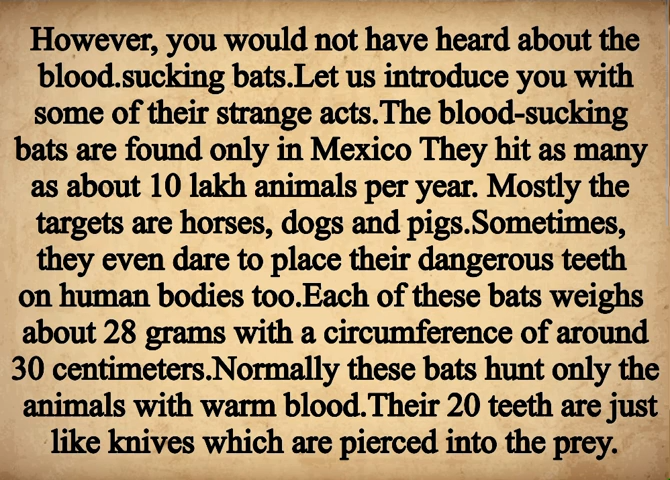 However, you would not have heard about the
blood.sucking bats.Let us introduce you with
some of their strange acts.The blood-sucking
bats are found only in Mexico They hit as many
as about 10 lakh animals per year. Mostly the
targets are horses, dogs and pigs.Sometimes,
they even dare to place their dangerous teeth
on human bodies too.Each of these bats weighs
about 28 grams with a circumference of around
30 centimeters.Normally these bats hunt only the
animals with warm blood.Their 20 teeth are just
like knives which are pierced into the prey.